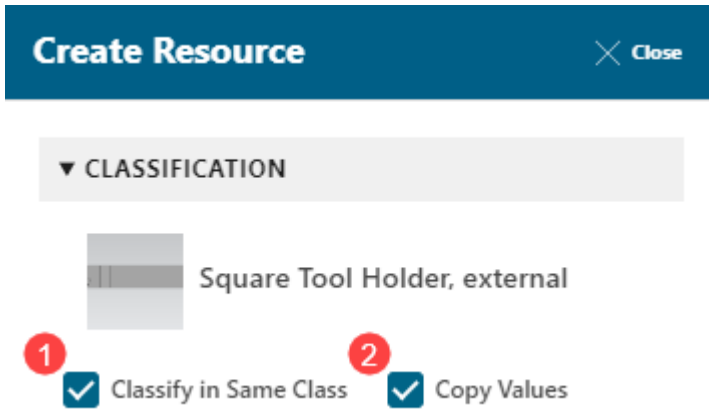 Create Resource Close
▼ CLASSIFICATION
Square Tool Holder, external
1 2
Classify in Same Class Copy Values